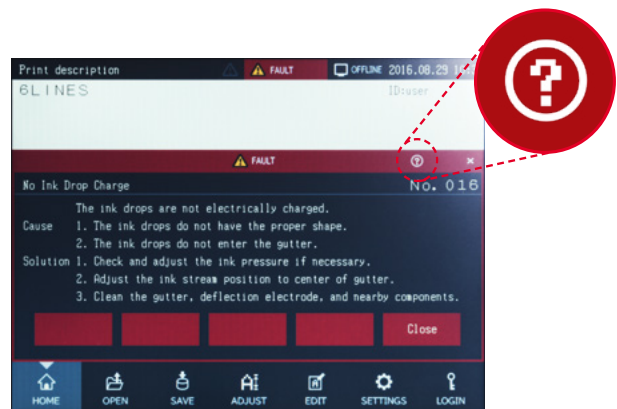 Print description FAULT OFFLINE 2016.08.29
6LINES ID:user
FAULT ? ×
No Ink Drop Charge No. 016
The ink drops are not electrically charged.
Cause 1. The ink drops do not have the proper shape.
2. The ink drops do not enter the gutter.
Solution 1. Check and adjust the ink pressure if necessary.
2. Adjust the ink stream position to center of gutter.
3. Clean the gutter, deflection electrode, and nearby components.
Close
HOME OPEN SAVE ADJUST EDIT SETTINGS LOGIN
?